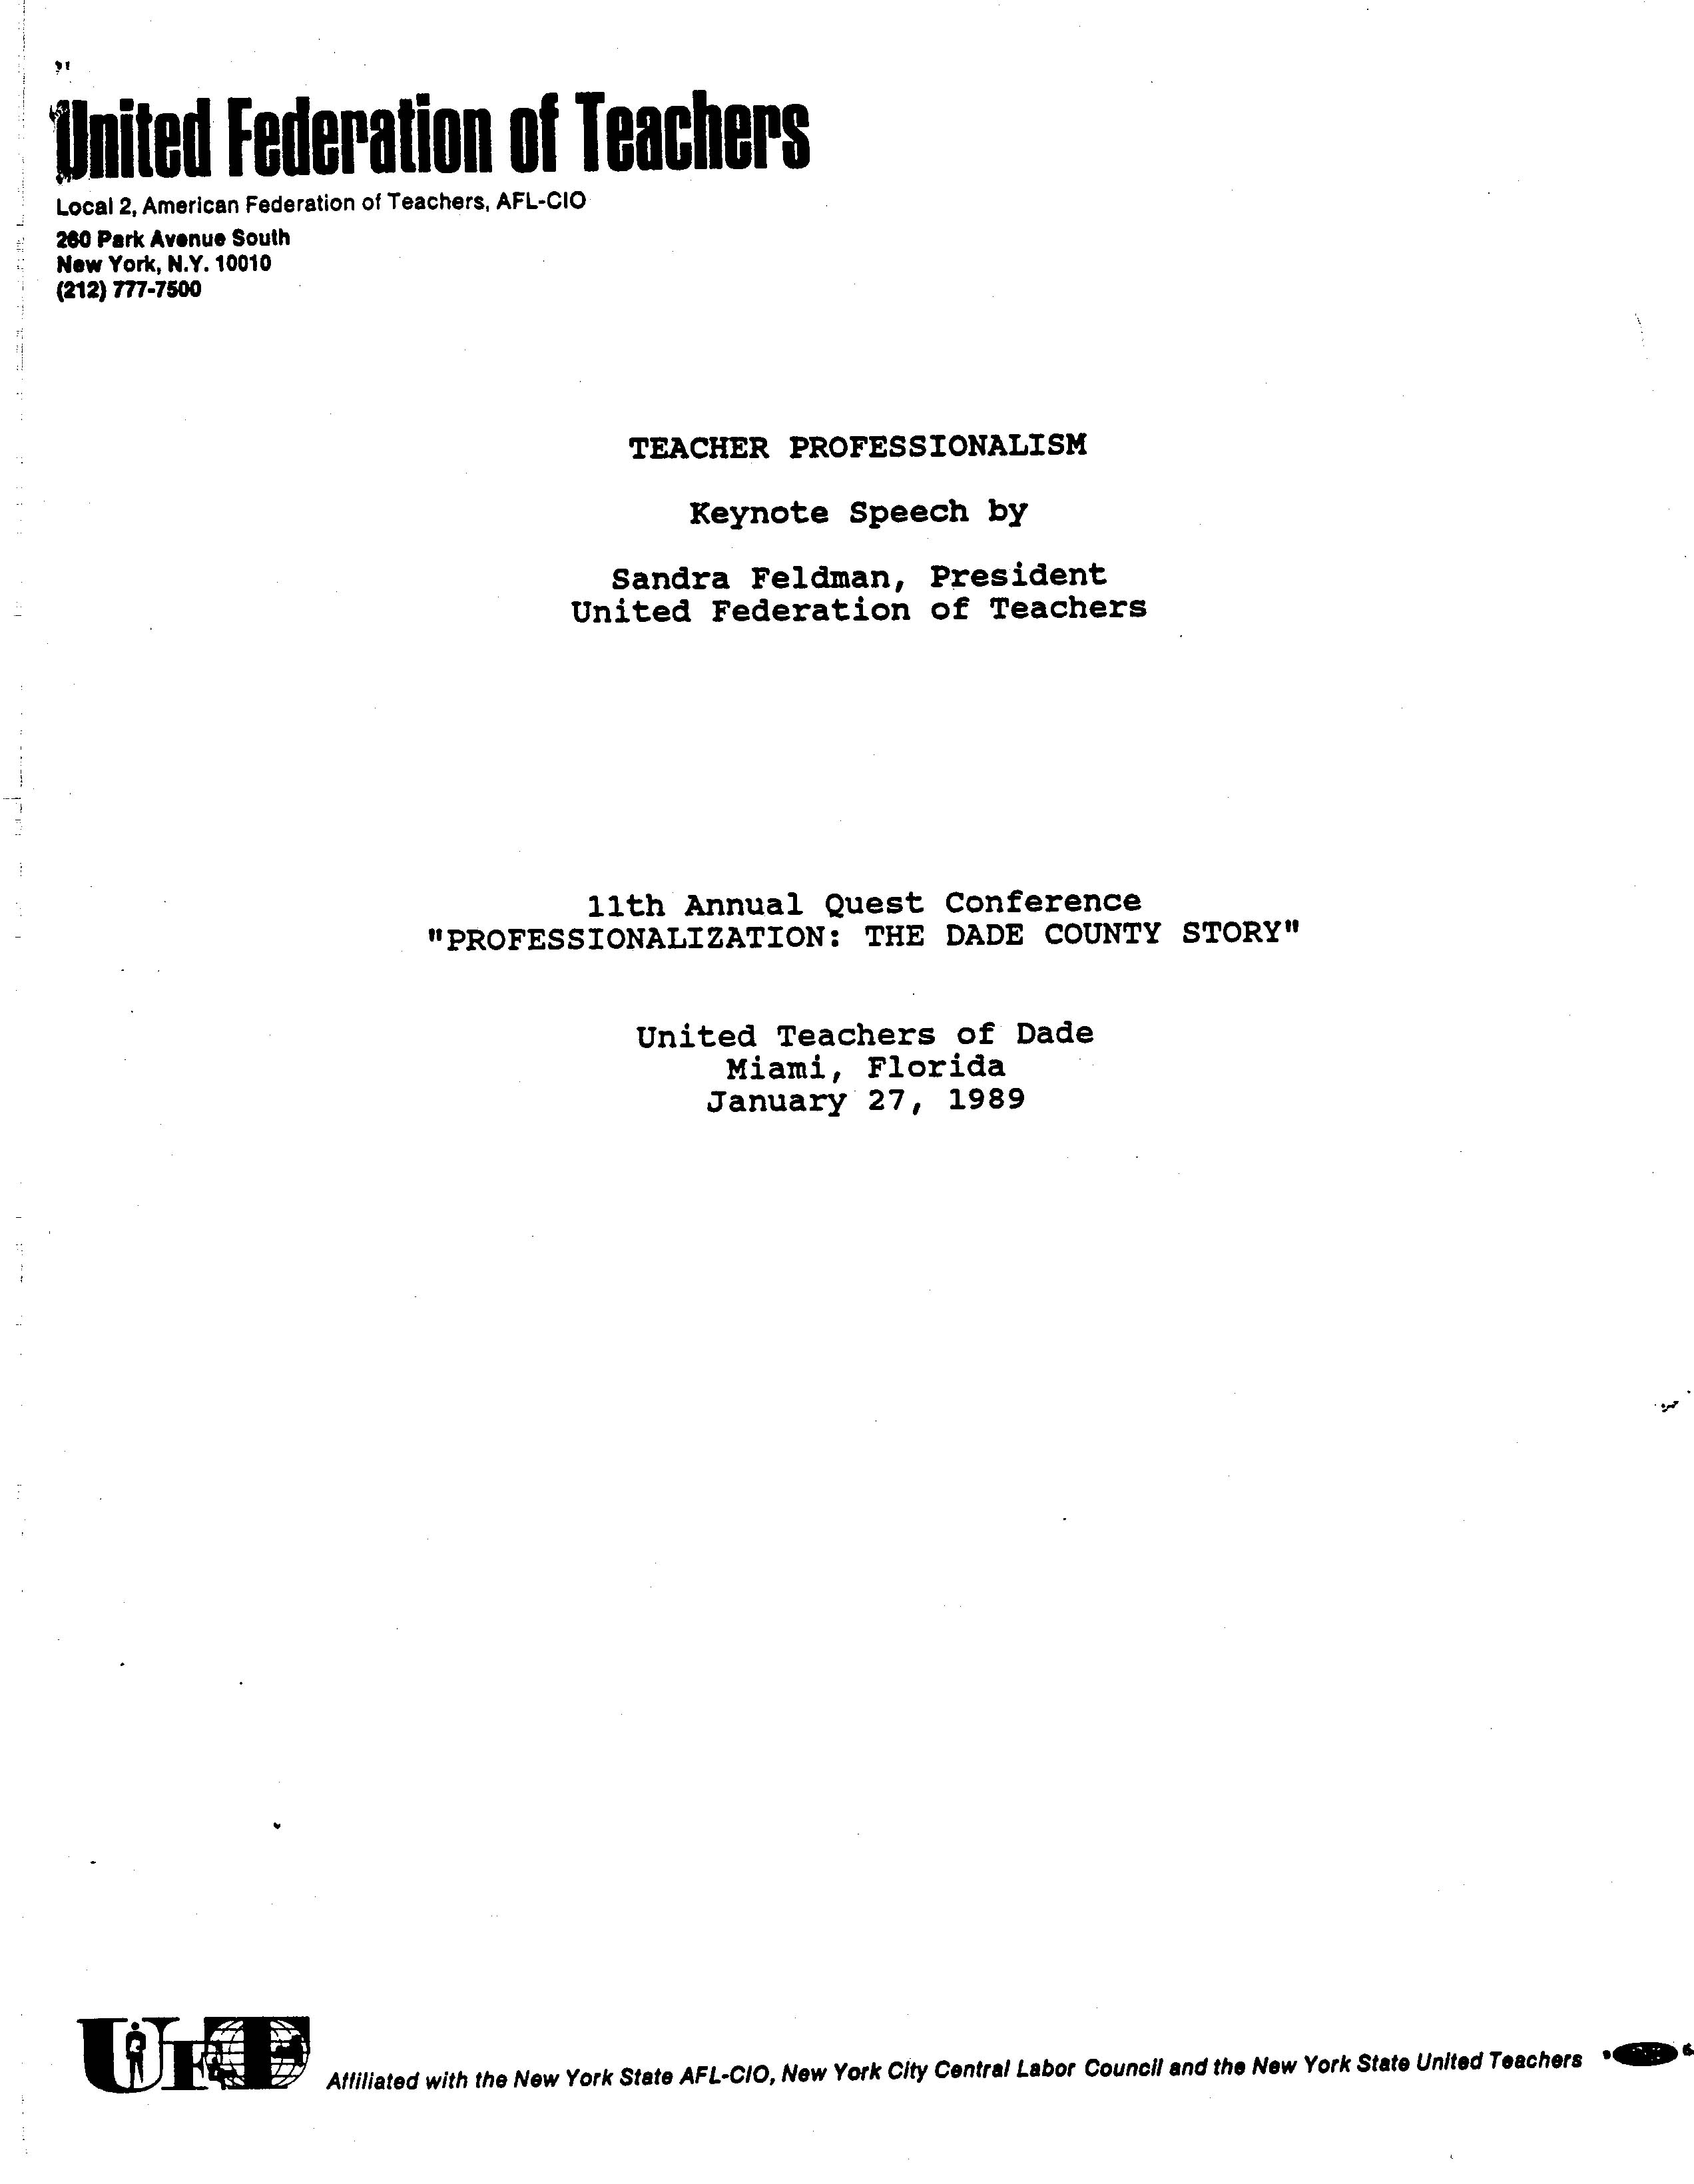 United Federation of Teachers
Local 2, American Federation of Teachers, AFL-CIO
260 Park Avenue South
New York, N.Y. 10010
(212) 777-7500
TEACHER PROFESSIONALISM
Keynote Speech by
Sandra Feldman, President
United Federation of Teachers
11th Annual Quest Conference
"PROFESSIONALIZATION: THE DADE COUNTY STORY"
United Teachers of Dade
Miami, Florida
January 27, 1989
UFT
Affiliated with the New York State AFL-CIO, New York City Central Labor Council and the New York State United Teachers